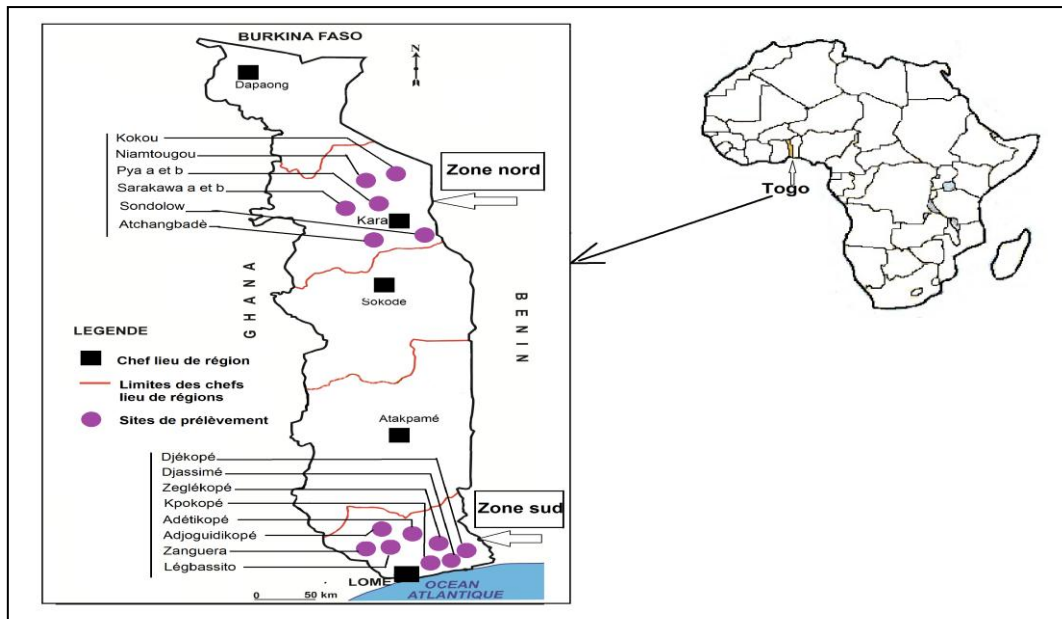 BURKINA FASO
N
Dapaong
Kokou
Niamtougou
Pya a et b
Sarakawa a et b
Sondolow
Atchangbadè
Zone nord
Kara
Togo
Sokode
GHANA
BENIN
LEGENDE
Chef lieu de région
Limites des chefs
lieu de régions
Sites de prélèvement
Atakpamé
Djékopé
Djassimé
Zeglékopé
Kpokopé
Adétikopé
Adjoguidikopé
Zanguera
Légbassito
Zone sud
LOME
OCEAN
ATLANTIQUE
0 50 km